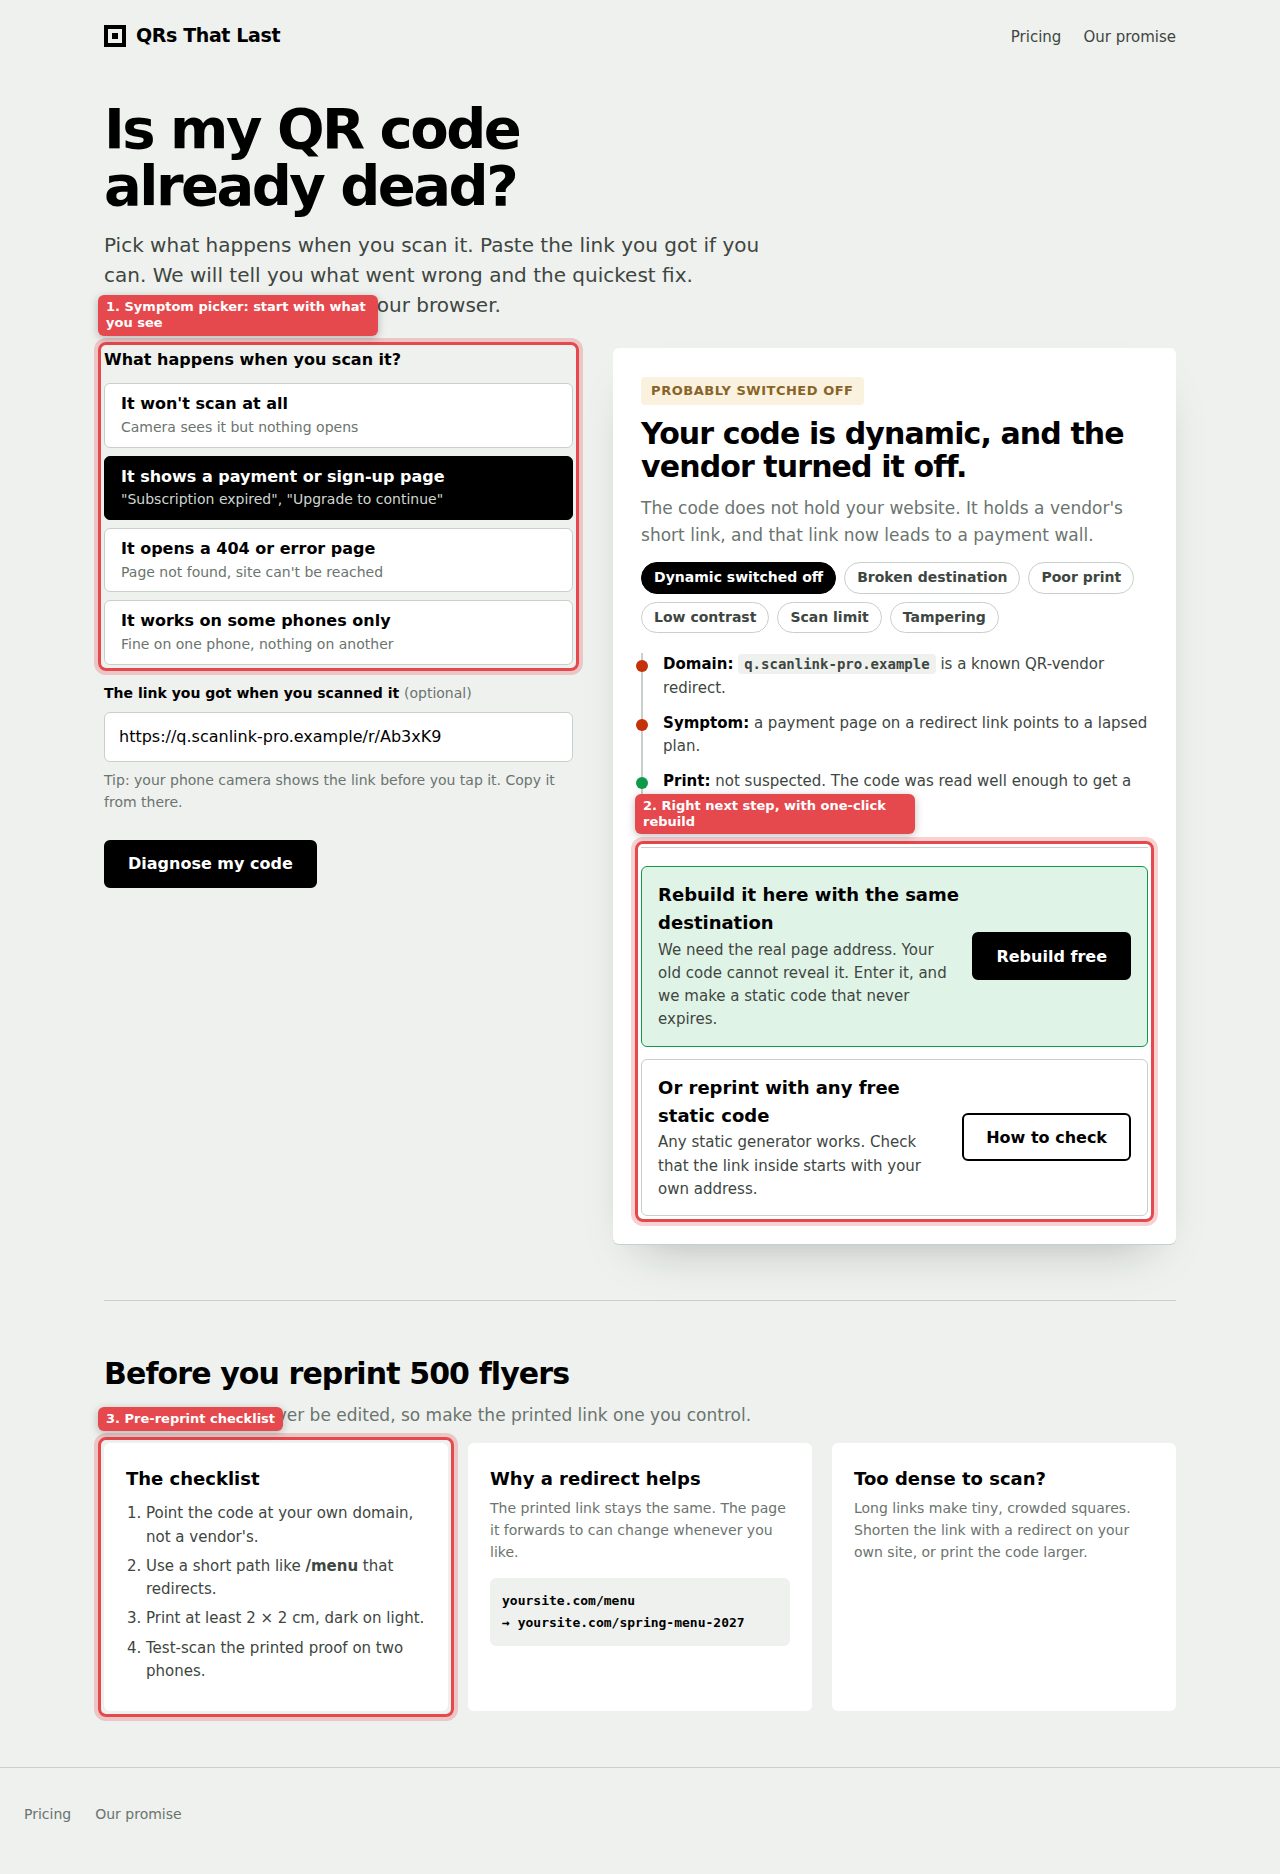 QRs That Last
Pricing
Our promise
Is my QR code
already dead?
Pick what happens when you scan it. Paste the link you got if you
can. We will tell you what went wrong and the quickest fix.
our browser.
1. Symptom picker: start with what
you see
What happens when you scan it?
It won't scan at all
Camera sees it but nothing opens
It shows a payment or sign-up page
"Subscription expired", "Upgrade to continue"
It opens a 404 or error page
Page not found, site can't be reached
It works on some phones only
Fine on one phone, nothing on another
The link you got when you scanned it (optional)
https://q.scanlink-pro.example/r/Ab3xK9
Tip: your phone camera shows the link before you tap it. Copy it
from there.
Diagnose my code
PROBABLY SWITCHED OFF
Your code is dynamic, and the
vendor turned it off.
The code does not hold your website. It holds a vendor's
short link, and that link now leads to a payment wall.
Dynamic switched off
Broken destination
Poor print
Low contrast
Scan limit
Tampering
Domain: q.scanlink-pro.example is a known QR-vendor
redirect.
Symptom: a payment page on a redirect link points to a lapsed
plan.
Print: not suspected. The code was read well enough to get a
2. Right next step, with one-click
rebuild
Rebuild it here with the same
destination
We need the real page address. Your
old code cannot reveal it. Enter it, and
we make a static code that never
expires.
Rebuild free
Or reprint with any free
static code
Any static generator works. Check
that the link inside starts with your
own address.
How to check
Before you reprint 500 flyers
be edited, so make the printed link one you control.
3. Pre-reprint checklist
The checklist
1. Point the code at your own domain,
not a vendor's.
2. Use a short path like /menu that
redirects.
3. Print at least 2 × 2 cm, dark on light.
4. Test-scan the printed proof on two
phones.
Why a redirect helps
The printed link stays the same. The page
it forwards to can change whenever you
like.
yoursite.com/menu
→ yoursite.com/spring-menu-2027
Too dense to scan?
Long links make tiny, crowded squares.
Shorten the link with a redirect on your
own site, or print the code larger.
Pricing
Our promise